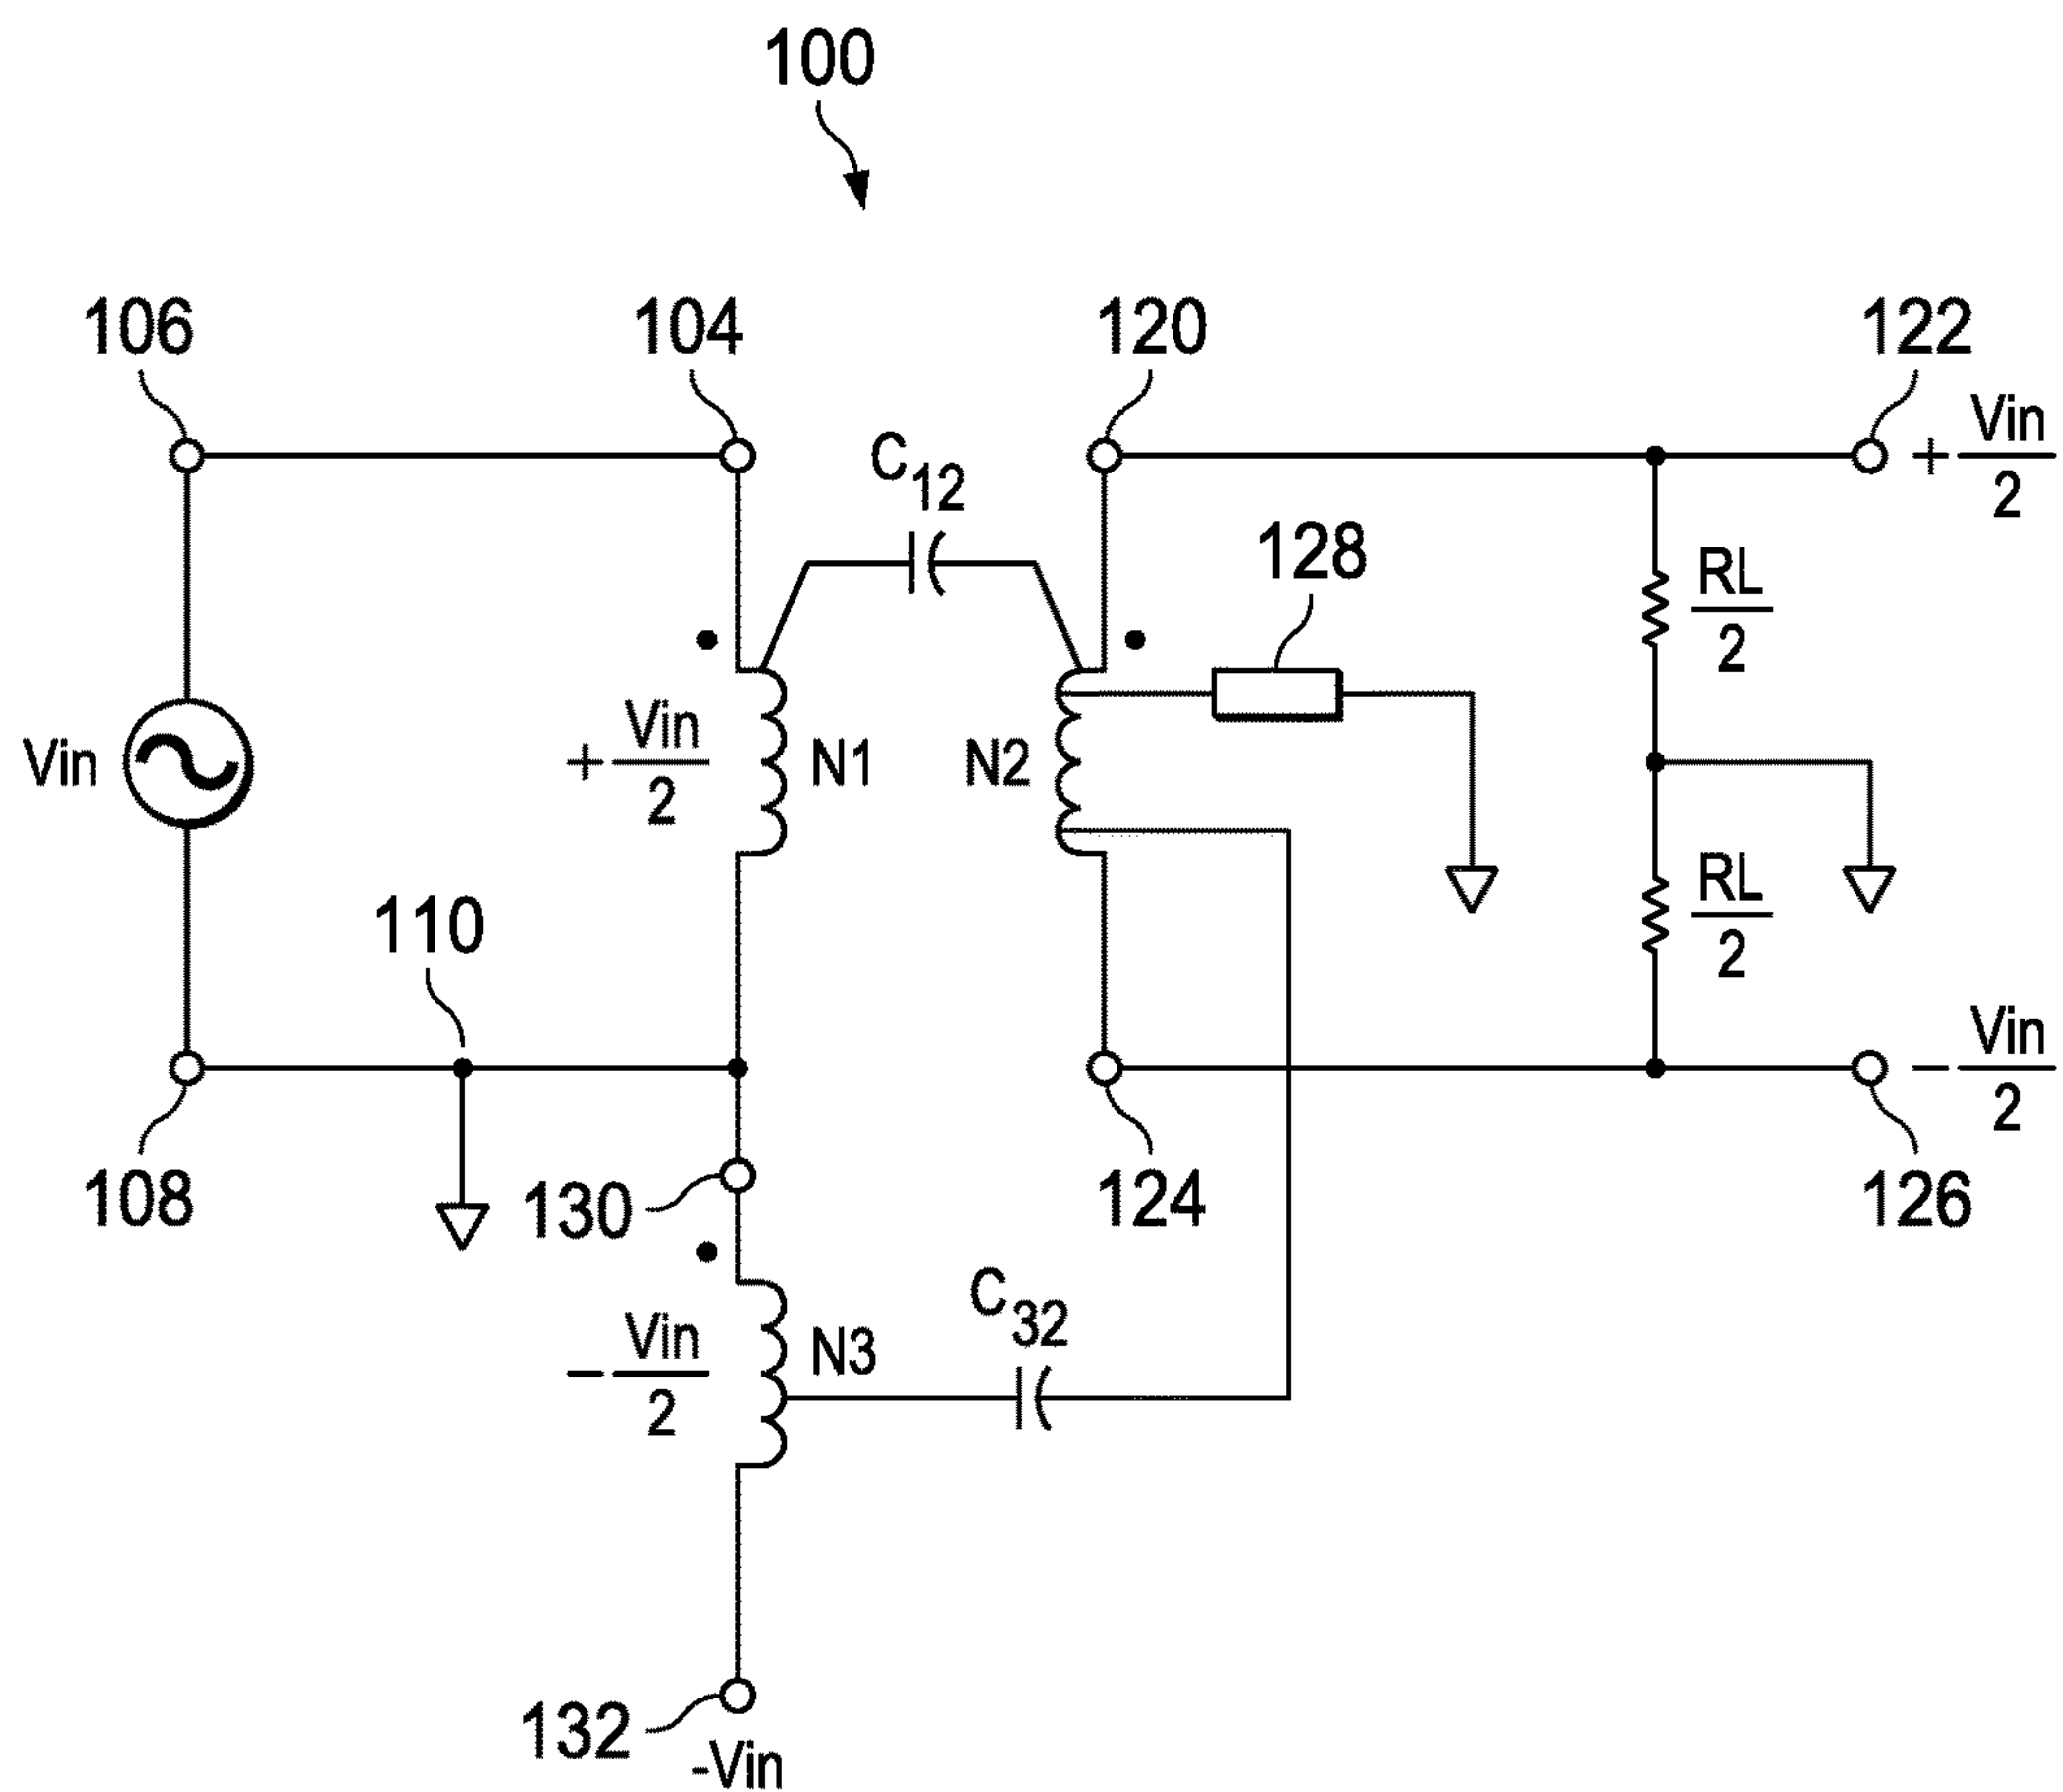 100
106
104
120
122
C12
+ Vin/2
128
RL/2
Vin
+ Vin/2
N1
N2
110
RL/2
108
130
124
126
- Vin/2
C32
- Vin/2
N3
132
-Vin